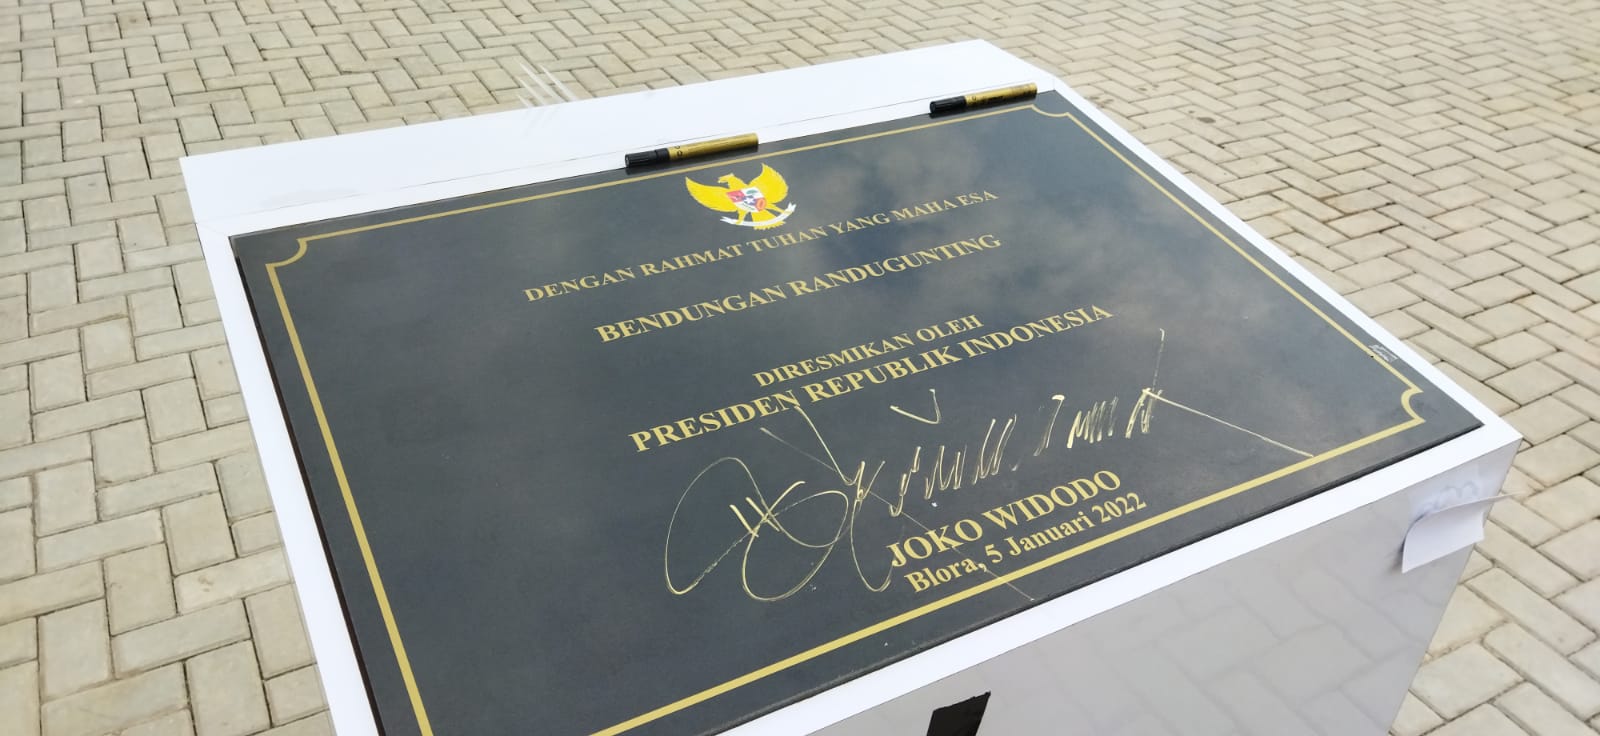 DENGAN RAHMAT TUHAN YANG MAHA ESA
BENDUNGAN RANDUGUNTING
DIRESMIKAN OLEH
PRESIDEN REPUBLIK INDONESIA
JOKO WIDODO
Blora, 5 Januari 2022